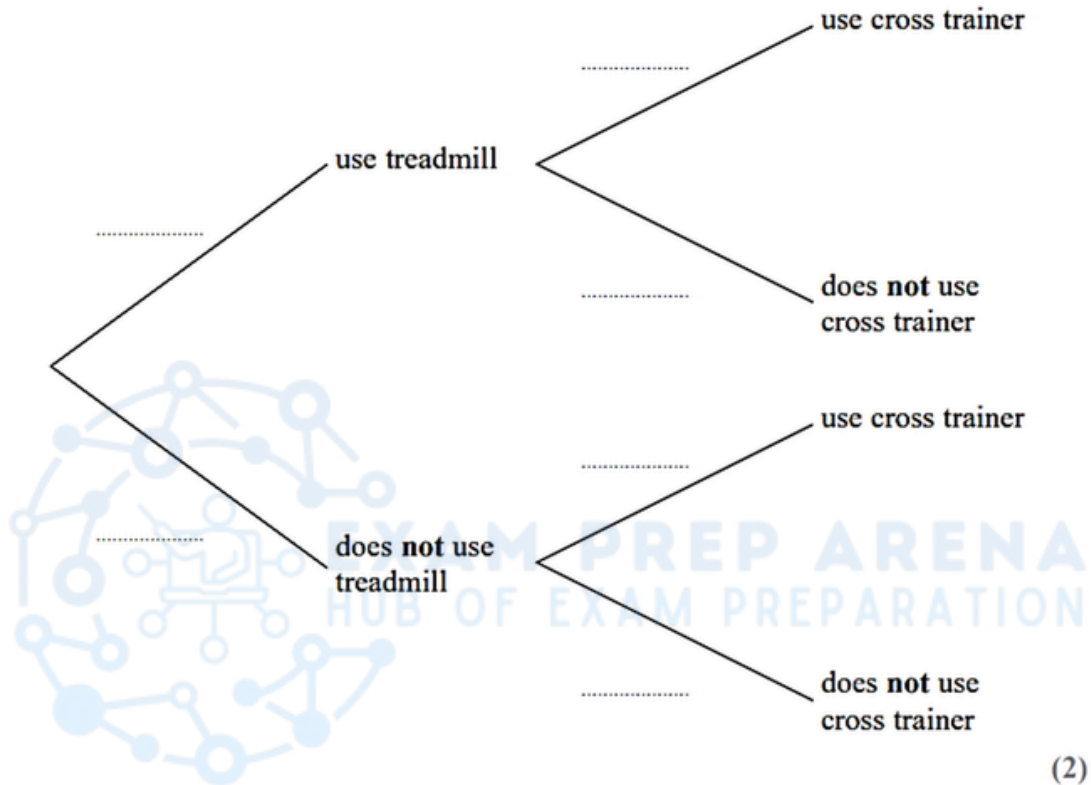 use cross trainer
use treadmill
does not use
cross trainer
use cross trainer
EXAM PREP ARENA
does not use
treadmill
HUB OF EXAM PREPARATION
does not use
cross trainer
(2)